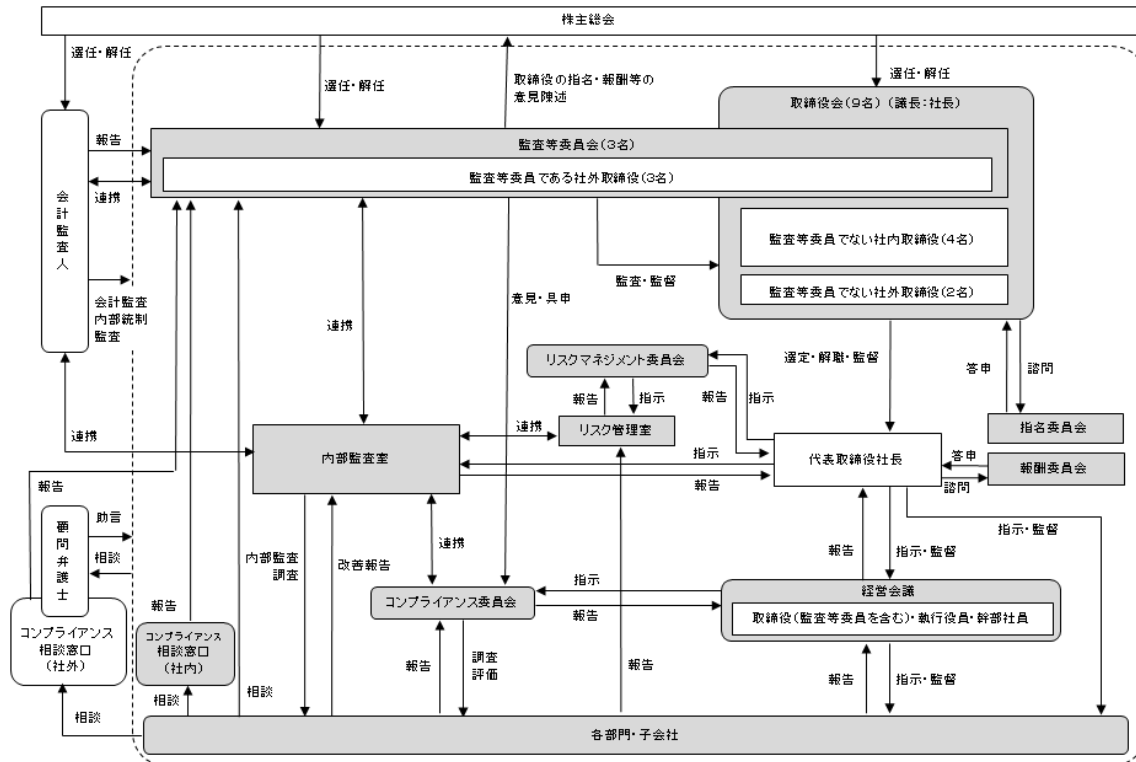 株主総会
選任・解任
選任・解任
取締役の指名・報酬等の
意見陳述
選任・解任
取締役会(9名) (議長:社長)
報告
監査等委員会(3名)
監査等委員である社外取締役(3名)
連携
会計監査人
監査等委員でない社内取締役(4名)
監査・監督
監査等委員でない社外取締役(2名)
会計監査
内部統制
監査
意見・具申
連携
リスクマネジメント委員会
選定・解職・監督
答申
諮問
報告
指示
報告
指示
連携
リスク管理室
指名委員会
連携
内部監査室
指示
報告
代表取締役社長
答申
諮問
報酬委員会
報告
顧問弁護士
助言
相談
内部監査
調査
改善報告
連携
報告
指示・監督
指示・監督
指示
報告
コンプライアンス委員会
経営会議
取締役(監査等委員を含む)・執行役員・幹部社員
コンプライアンス
相談窓口
(社外)
報告
コンプライアンス
相談窓口
(社内)
相談
相談
相談
報告
調査
評価
報告
報告
指示・監督
各部門・子会社